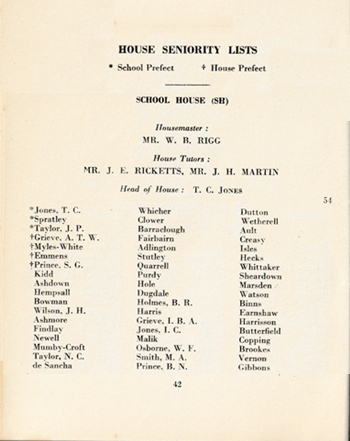 HOUSE SENIORITY LISTS
* School Prefect † House Prefect
SCHOOL HOUSE (SH)
Housemaster :
MR. W. B. RIGG
House Tutors :
MR. J. E. RICKETTS, MR. J. H. MARTIN
Head of House : T. C. JONES
54
*Jones, T. C.
*Spratley
*Taylor, J. P.
†Grieve, A. T. W.
†Myles-White
†Emmens
†Prince, S. G.
Kidd
Ashdown
Hempsall
Bowman
Wilson, J. H.
Ashmore
Findlay
Newell
Mumby-Croft
Taylor, N. C.
de Sancha
Whicher
Clower
Barraclough
Fairbairn
Adlington
Stutley
Quarrell
Purdy
Hole
Dugdale
Holmes, B. R.
Harris
Grieve, I. B. A.
Jones, I. C.
Malik
Osborne, W. F.
Smith, M. A.
Prince, B. N.
Dutton
Wetherell
Ault
Creasy
Isles
Hecks
Whittaker
Sheardown
Marsden
Watson
Binns
Earnshaw
Harrisson
Butterfield
Copping
Brookes
Vernon
Gibbons
42